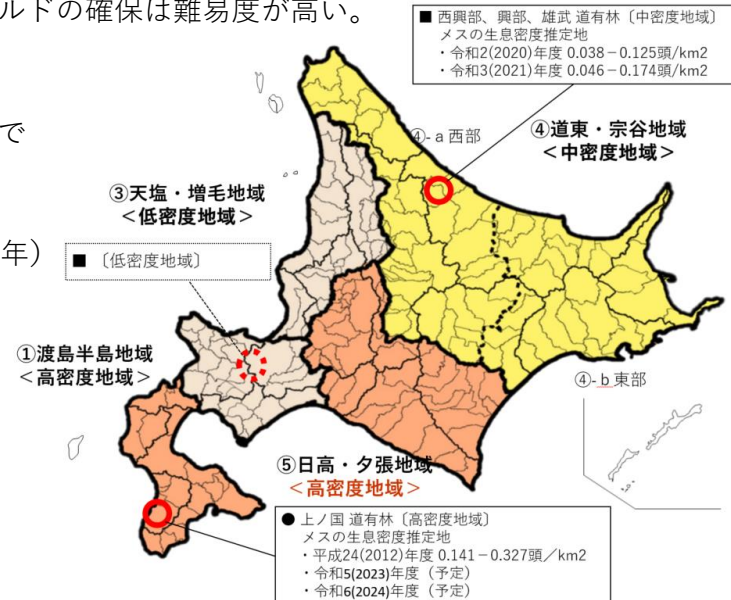 ルドの確保は難易度が高い。
■ 西興部、興部、雄武 道有林〔中密度地域〕
メスの生息密度推定地
・令和2(2020)年度 0.038－0.125頭/km2
・令和3(2021)年度 0.046－0.174頭/km2
で
④-ａ西部
④道東・宗谷地域
＜中密度地域＞
③天塩・増毛地域
＜低密度地域＞
年）
■ 〔低密度地域〕
①渡島半島地域
＜高密度地域＞
④-ｂ東部
⑤日高・夕張地域
＜高密度地域＞
● 上ノ国 道有林〔高密度地域〕
メスの生息密度推定地
・平成24(2012)年度 0.141－0.327頭／km2
・令和5(2023)年度（予定）
・令和6(2024)年度（予定）